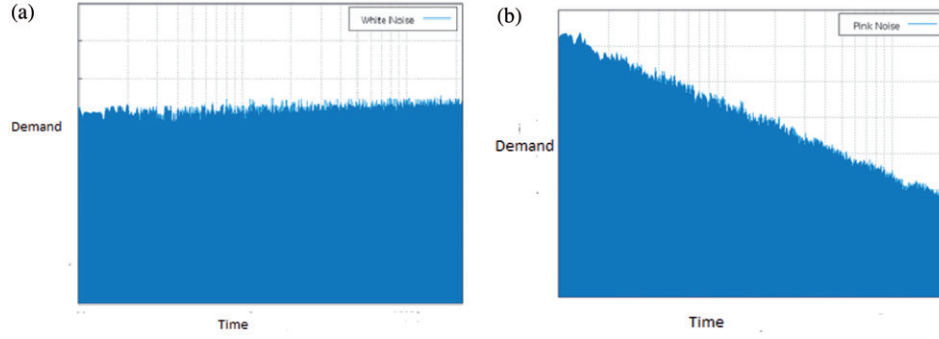 (a)
White Noise
Demand
Time
(b)
Pink Noise
Demand
Time